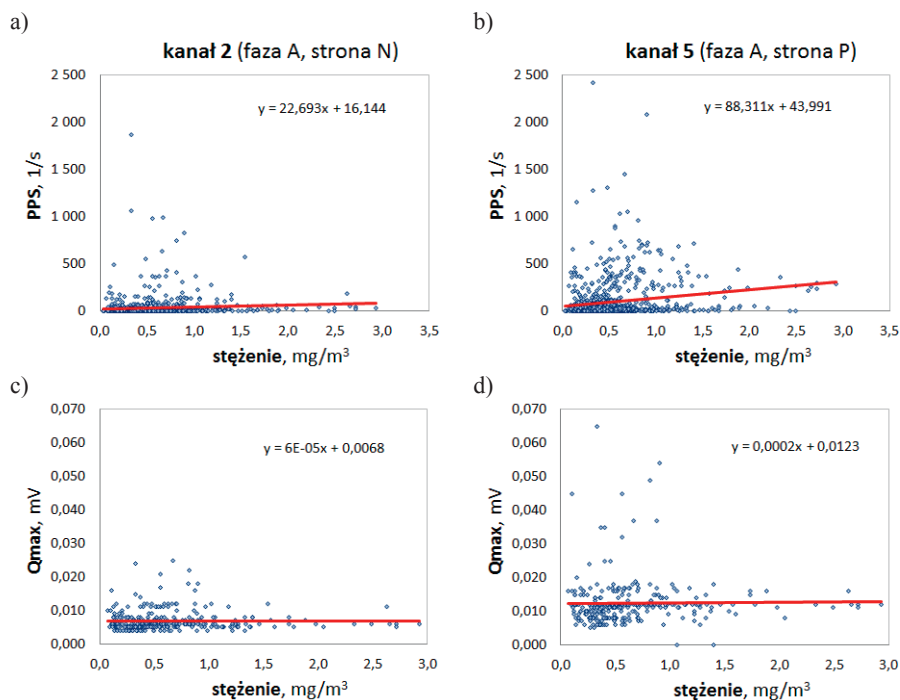 a)
kanał 2 (faza A, strona N)
2 500
2 000
1 500
1 000
500
0
PPS, 1/s
y = 22,693x + 16,144
0,0 0,5 1,0 1,5 2,0 2,5 3,0 3,5
stężenie, mg/m³
b)
kanał 5 (faza A, strona P)
2 500
2 000
1 500
1 000
500
0
PPS, 1/s
y = 88,311x + 43,991
0,0 0,5 1,0 1,5 2,0 2,5 3,0 3,5
stężenie, mg/m³
c)
0,070
0,060
0,050
0,040
0,030
0,020
0,010
0,000
Qmax, mV
y = 6E-05x + 0,0068
0,0 0,5 1,0 1,5 2,0 2,5 3,0
stężenie, mg/m³
d)
0,070
0,060
0,050
0,040
0,030
0,020
0,010
0,000
Qmax, mV
y = 0,0002x + 0,0123
0,0 0,5 1,0 1,5 2,0 2,5 3,0
stężenie, mg/m³